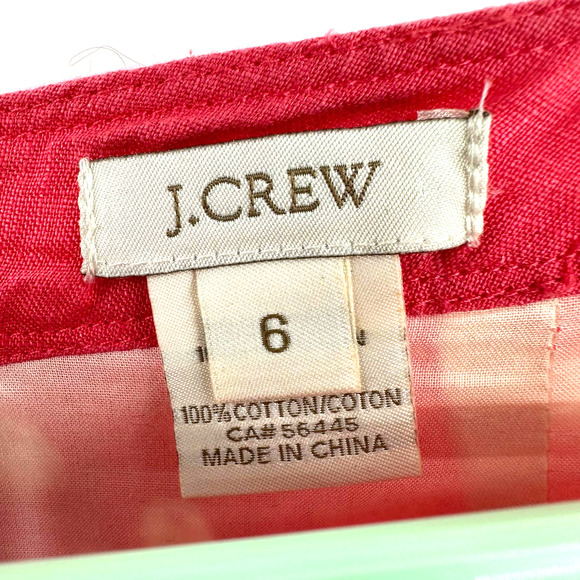 J.CREW
6
100% COTTON/COTON
CA# 56445
MADE IN CHINA